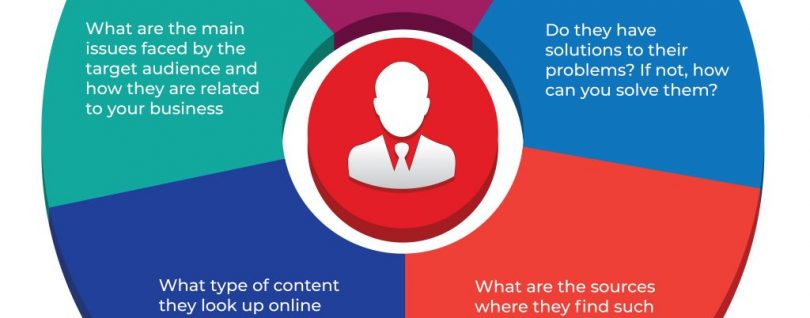 What are the main
issues faced by the
target audience and
how they are related
to your business
Do they have
solutions to their
problems? If not, how
can you solve them?
What type of content
they look up online
What are the sources
where they find such